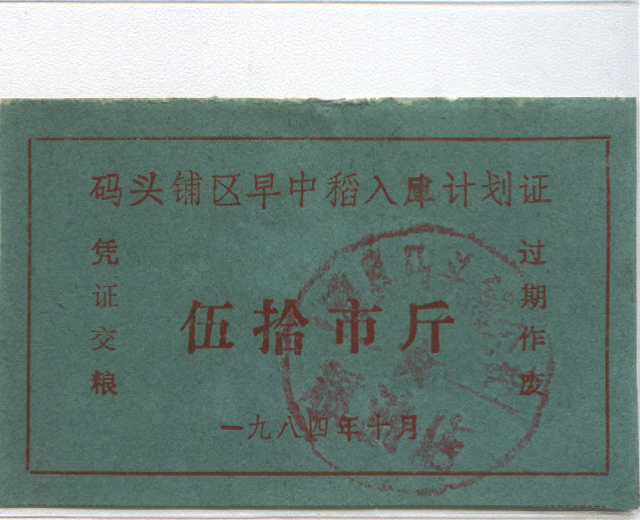 码头铺区早中稻入库计划证
凭证交粮
伍拾市斤
过期作废
一九八四年十月